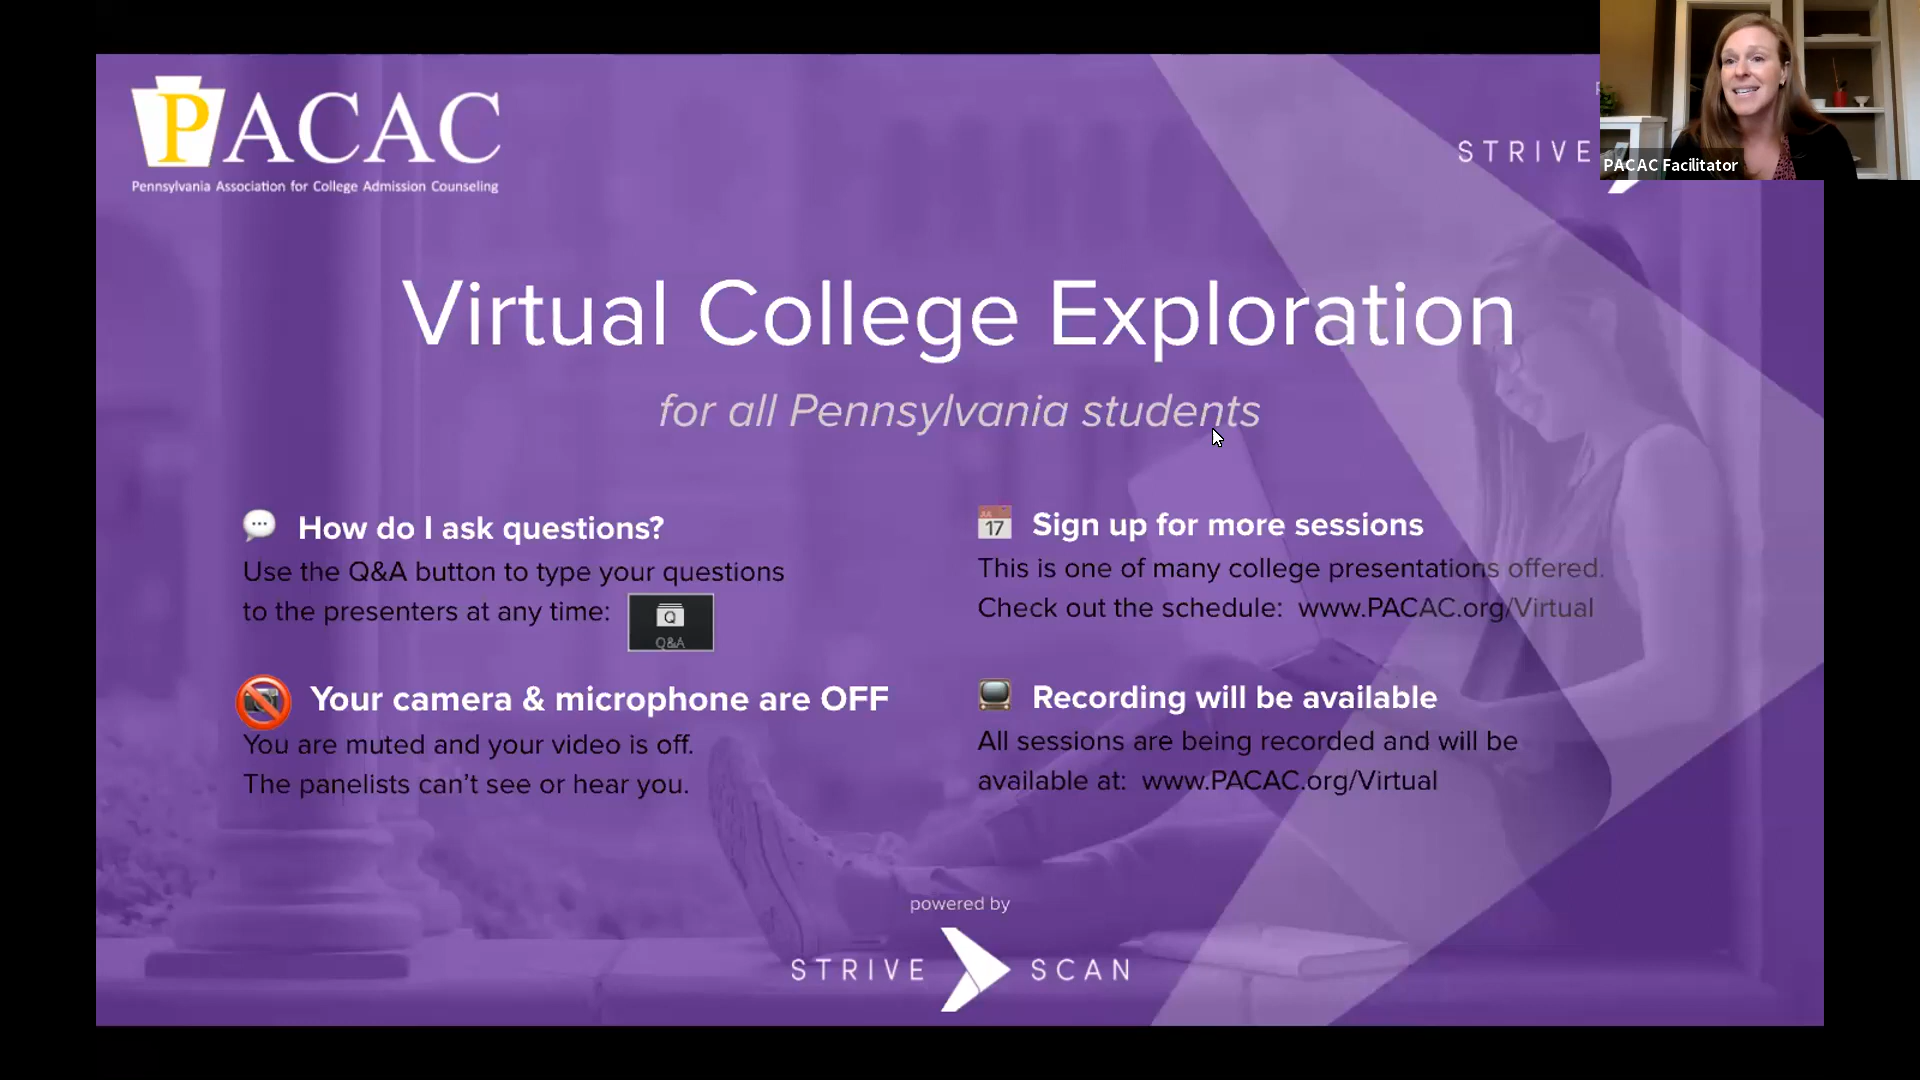 PACAC
Pennsylvania Association for College Admission Counseling
STRIVE
PACAC Facilitator
Virtual College Exploration
for all Pennsylvania students
How do I ask questions?
Use the Q&A button to type your questions
to the presenters at any time:
Q
Q&A
Your camera & microphone are OFF
You are muted and your video is off.
The panelists can’t see or hear you.
JUL
17
Sign up for more sessions
This is one of many college presentations offered.
Check out the schedule: www.PACAC.org/Virtual
Recording will be available
All sessions are being recorded and will be
available at: www.PACAC.org/Virtual
powered by
STRIVE SCAN